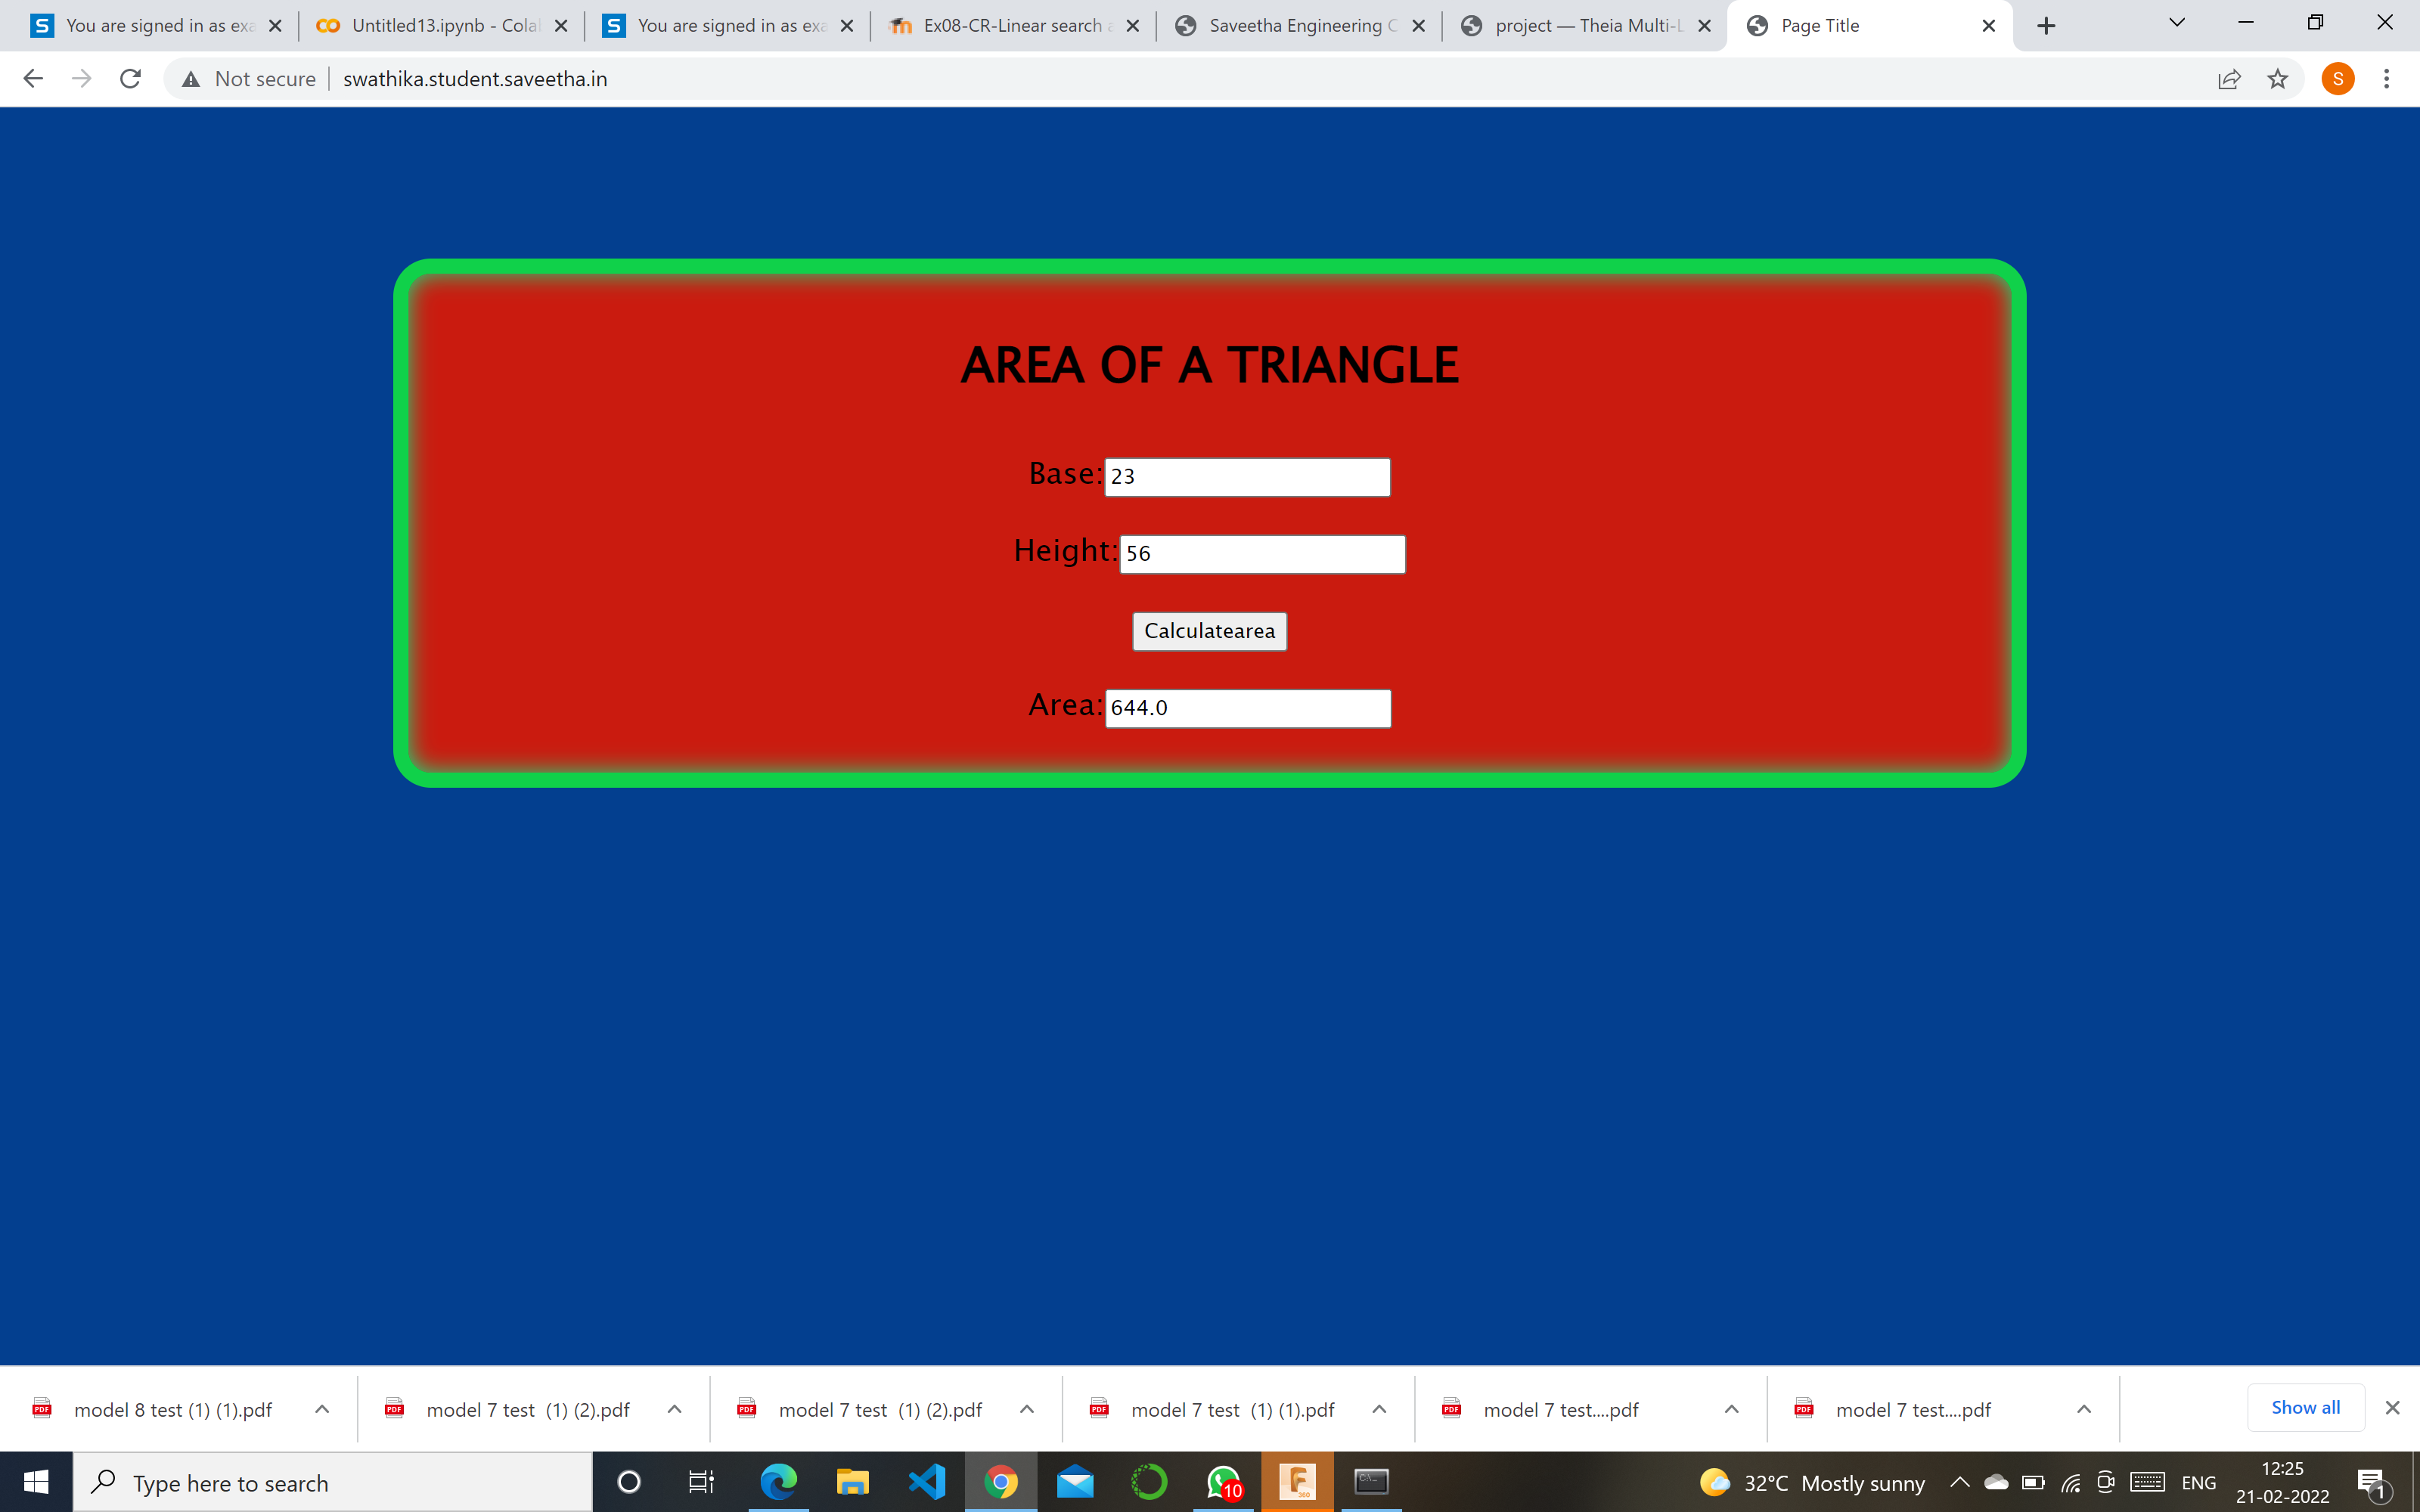 You are signed in as exa
Untitled13.ipynb - Colal
You are signed in as exa
Ex08-CR-Linear search a
Saveetha Engineering C
project — Theia Multi-L
Page Title
Not secure
swathika.student.saveetha.in
S
AREA OF A TRIANGLE
Base: 23
Height: 56
Calculatearea
Area: 644.0
model 8 test (1) (1).pdf
model 7 test  (1) (2).pdf
model 7 test  (1) (2).pdf
model 7 test  (1) (1).pdf
model 7 test....pdf
model 7 test....pdf
Show all
Type here to search
10
32°C Mostly sunny
ENG
12:25
21-02-2022
1